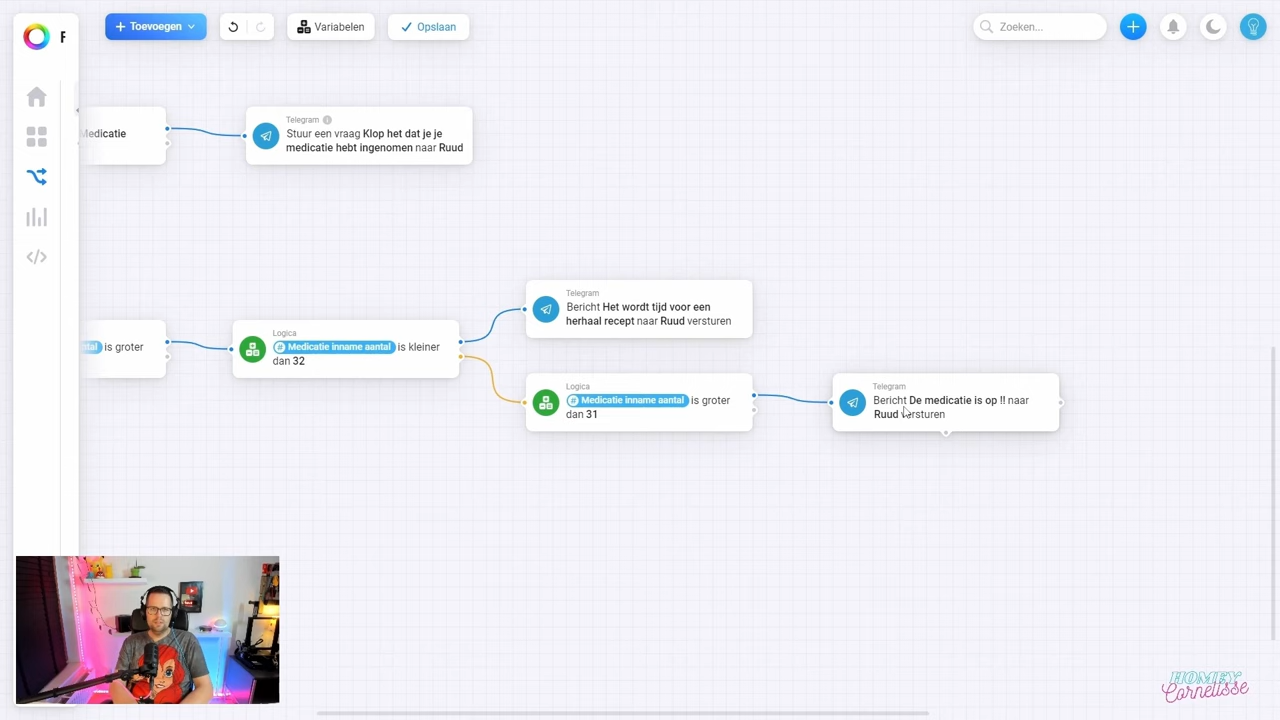 F
Toevoegen
Variabelen
Opslaan
Zoeken...
Medicatie
Telegram
Stuur een vraag Klop het dat je je
medicatie hebt ingenomen naar Ruud
Telegram
Bericht Het wordt tijd voor een
herhaal recept naar Ruud versturen
ntal is groter
Logica
# Medicatie inname aantal is kleiner
dan 32
Logica
# Medicatie inname aantal is groter
dan 31
Telegram
Bericht De medicatie is op !! naar
Ruud versturen
HOMEY
Cornelisse